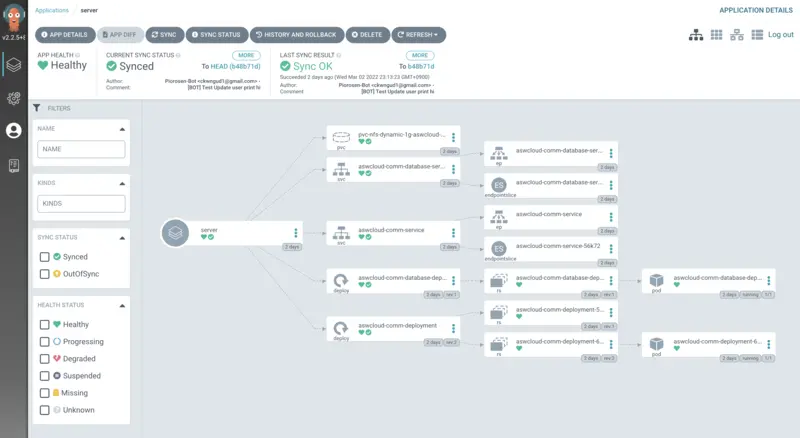 Applications / server
APPLICATION DETAILS
v2.2.5+
APP DETAILS
APP DIFF
SYNC
SYNC STATUS
HISTORY AND ROLLBACK
DELETE
REFRESH
Log out
APP HEALTH
Healthy
CURRENT SYNC STATUS
MORE
Synced
To HEAD (b48b71d)
Author: Piorosen-Bot <ckwngud1@gmail.com> -
Comment: [BOT] Test Update user print hi
LAST SYNC RESULT
MORE
Sync OK
To b48b71d
Succeeded 2 days ago (Wed Mar 02 2022 23:13:23 GMT+0900)
Author: Piorosen-Bot <ckwngud1@gmail.com> -
Comment: [BOT] Test Update user print hi
FILTERS
NAME
NAME
KINDS
KINDS
SYNC STATUS
Synced
OutOfSync
HEALTH STATUS
Healthy
Progressing
Degraded
Suspended
Missing
Unknown
server
2 days
pvc-nfs-dynamic-1g-aswcloud-...
pvc
2 days
aswcloud-comm-database-ser...
svc
2 days
aswcloud-comm-service
svc
2 days
aswcloud-comm-database-dep...
deploy
2 days rev:1
aswcloud-comm-deployment
deploy
2 days rev:2
aswcloud-comm-database-ser...
ep
2 days
ES
aswcloud-comm-database-ser...
endpointslice
2 days
aswcloud-comm-service
ep
2 days
ES
aswcloud-comm-service-56k72
endpointslice
2 days
aswcloud-comm-database-dep...
rs
2 days rev:1
aswcloud-comm-deployment-5...
rs
2 days rev:1
aswcloud-comm-deployment-6...
rs
2 days rev:2
aswcloud-comm-database-dep...
pod
2 days running 1/1
aswcloud-comm-deployment-6...
pod
2 days running 1/1